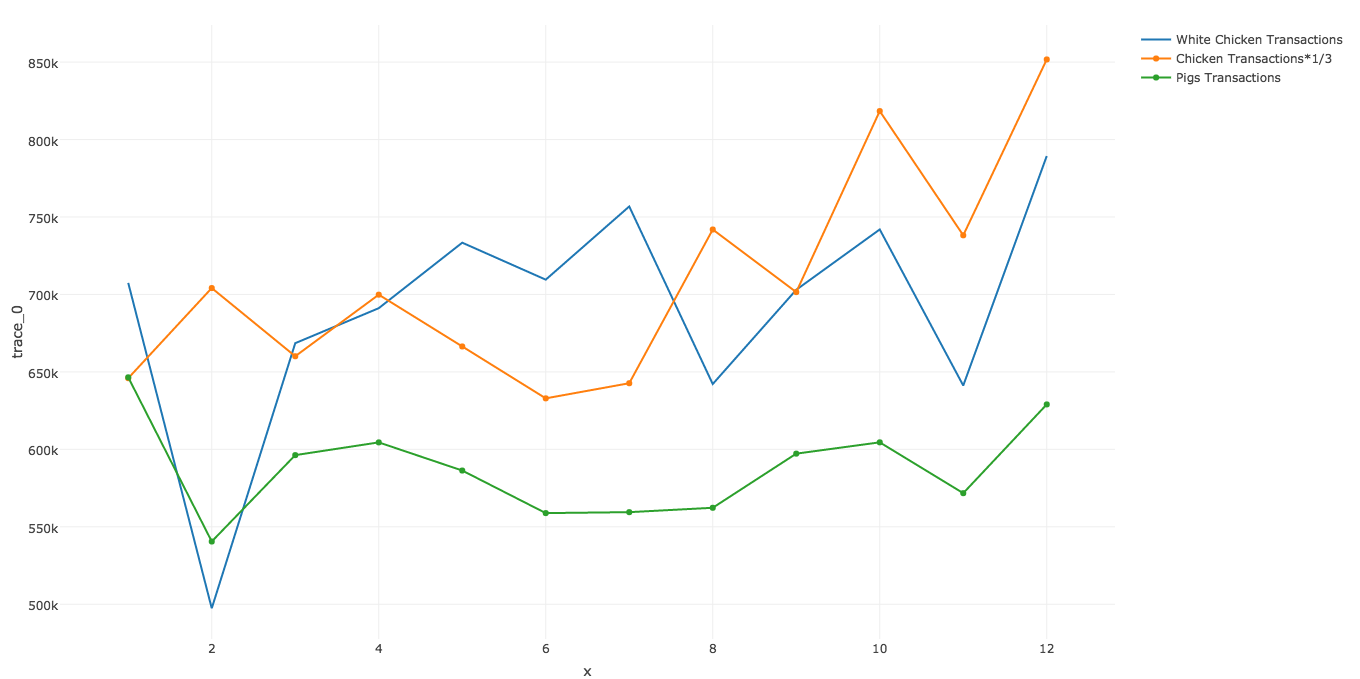 White Chicken Transactions
Chicken Transactions*1/3
Pigs Transactions
trace_0
850k
800k
750k
700k
650k
600k
550k
500k
2
4
6
8
10
12
x